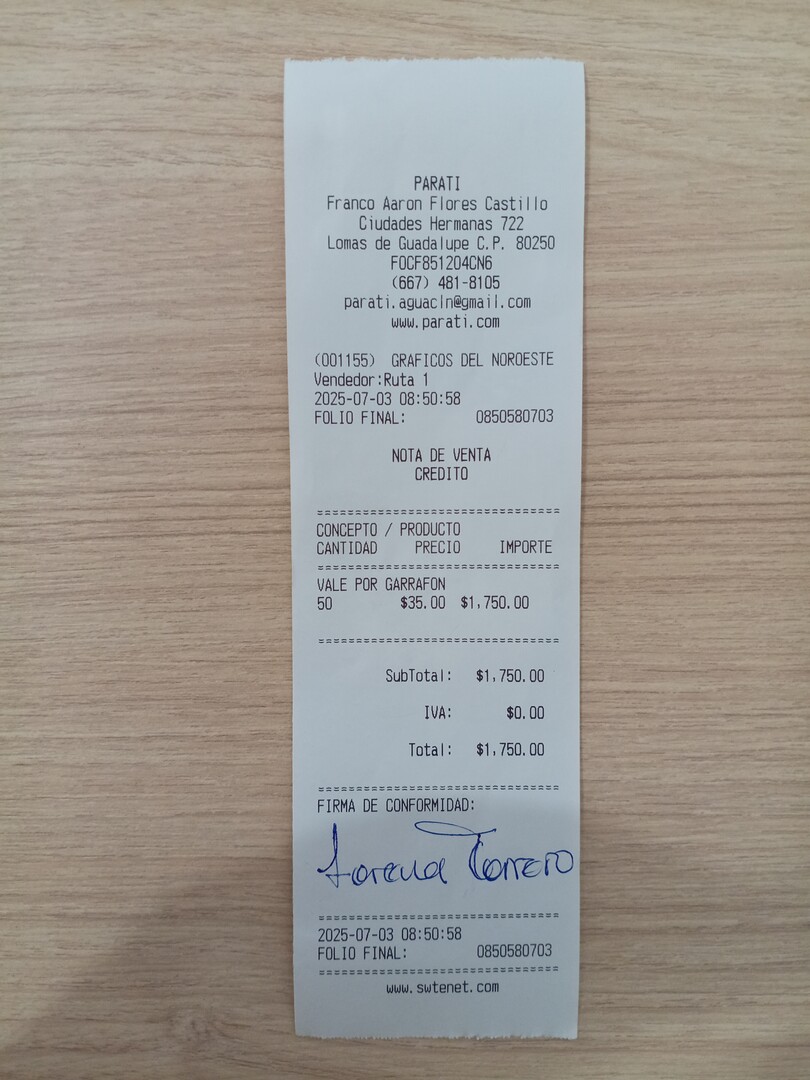 PARATI
Franco Aaron Flores Castillo
Ciudades Hermanas 722
Lomas de Guadalupe C.P. 80250
FOCF851204CN6
(667) 481-8105
parati.aguacln@gmail.com
www.parati.com
(001155) GRAFICOS DEL NOROESTE
Vendedor:Ruta 1
2025-07-03 08:50:58
FOLIO FINAL: 0850580703
NOTA DE VENTA
CREDITO
==============================
CONCEPTO / PRODUCTO
CANTIDAD PRECIO IMPORTE
==============================
VALE POR GARRAFON
50 $35.00 $1,750.00
==============================
SubTotal: $1,750.00
IVA: $0.00
Total: $1,750.00
==============================
FIRMA DE CONFORMIDAD:
Lorena Torrero
==============================
2025-07-03 08:50:58
FOLIO FINAL: 0850580703
==============================
www.swtenet.com